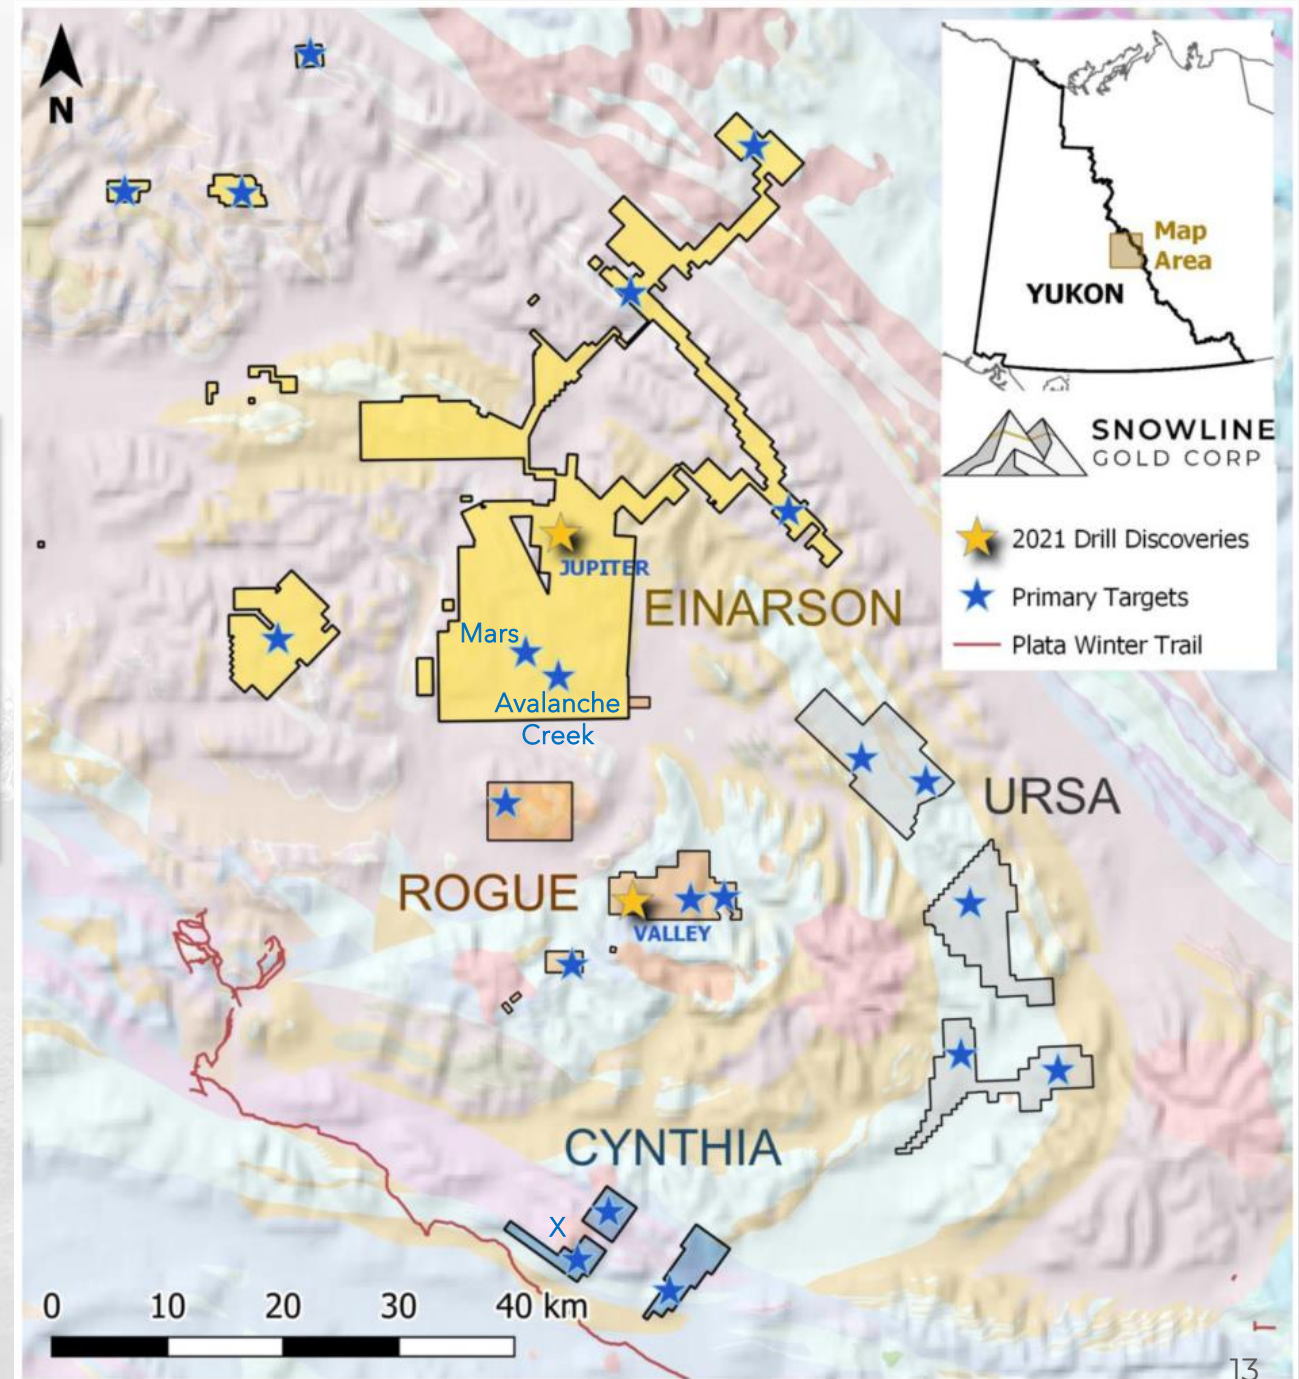 N
Map
Area
YUKON
SNOWLINE
GOLD CORP
2021 Drill Discoveries
Primary Targets
Plata Winter Trail
JUPITER
EINARSON
Mars
Avalanche
Creek
URSA
ROGUE
VALLEY
CYNTHIA
X
0 10 20 30 40 km
13